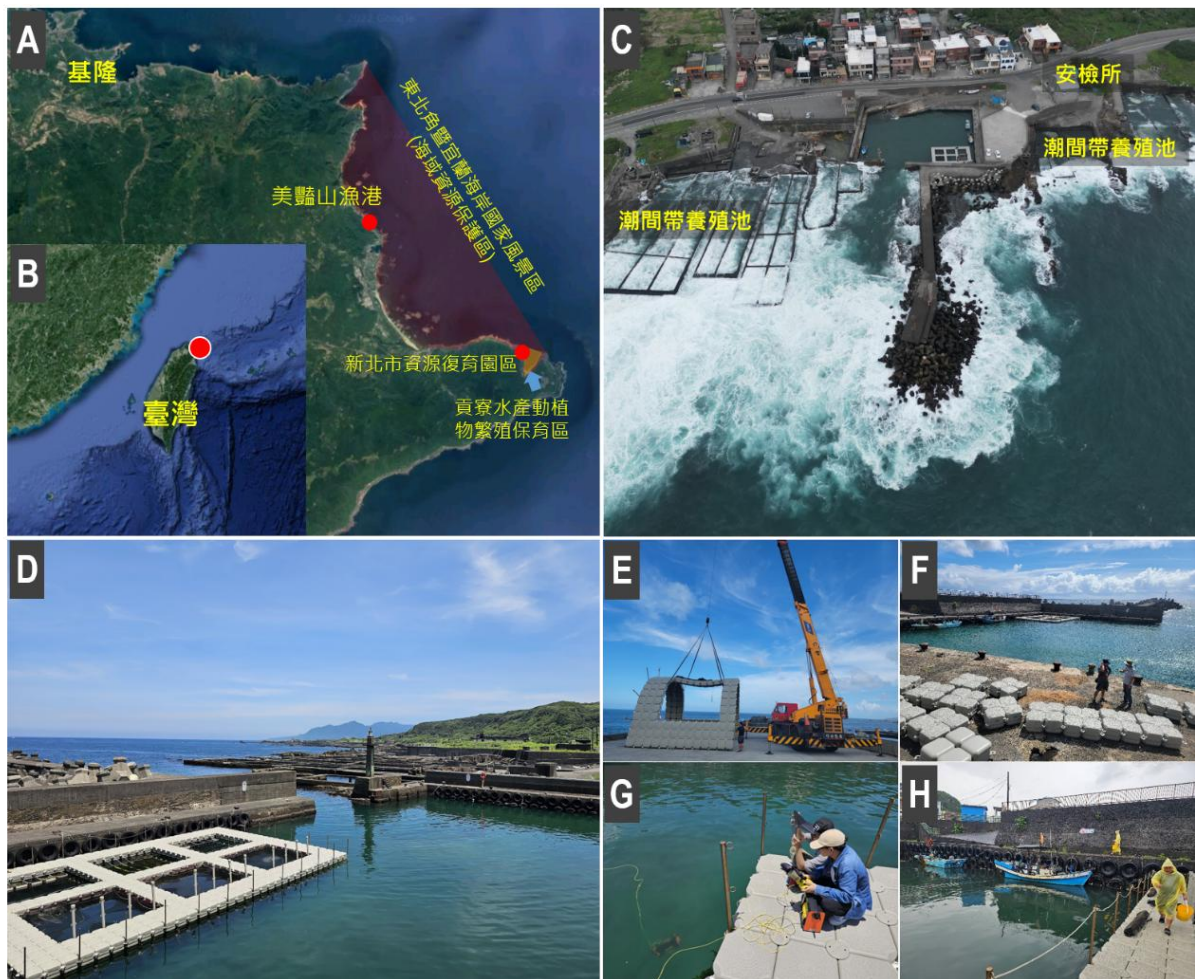 A
基隆
東北角暨宜蘭海岸國家風景區
(海域資源保護區)
美豔山漁港
新北市資源復育園區
貢寮水產動植
物繁殖保育區
B
臺灣
C
安檢所
潮間帶養殖池
潮間帶養殖池
D
E
F
G
H